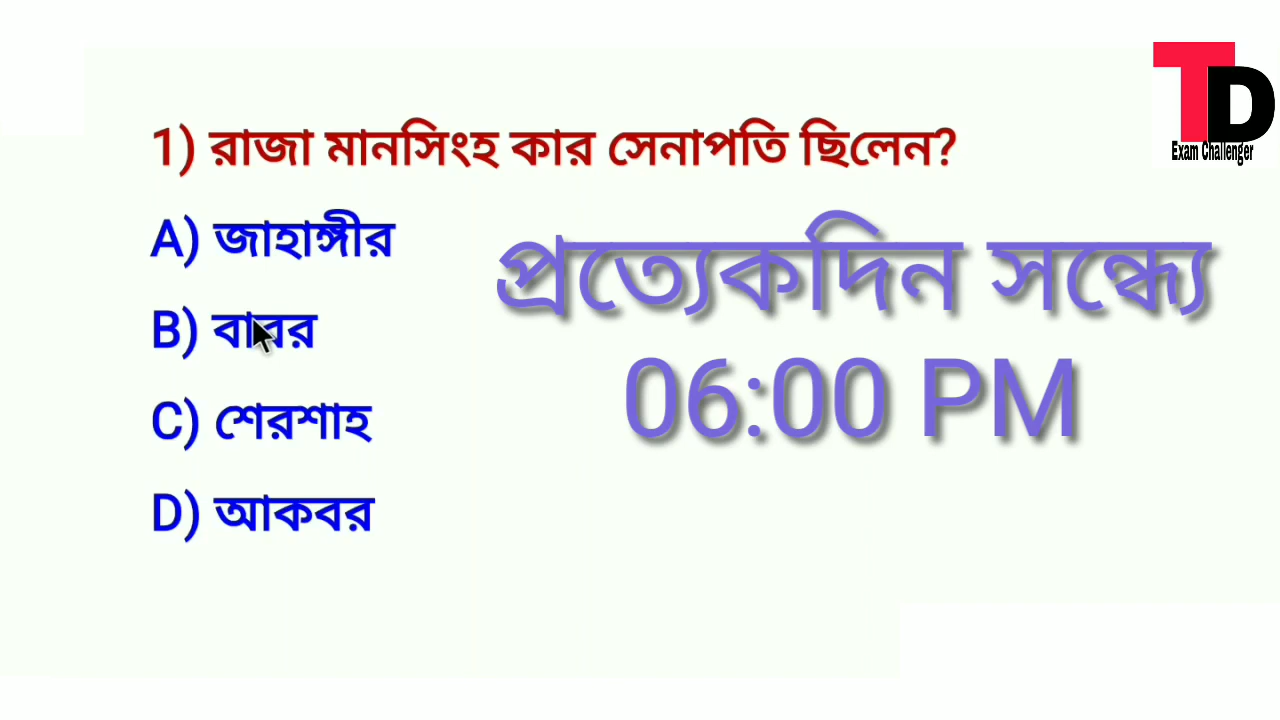 1) রাজা মানসিংহ কার সেনাপতি ছিলেন?
A) জাহাঙ্গীর
B) বাবর
C) শেরশাহ
D) আকবর
প্রত্যেকদিন সন্ধ্যে
06:00 PM
TD
Exam Challenger